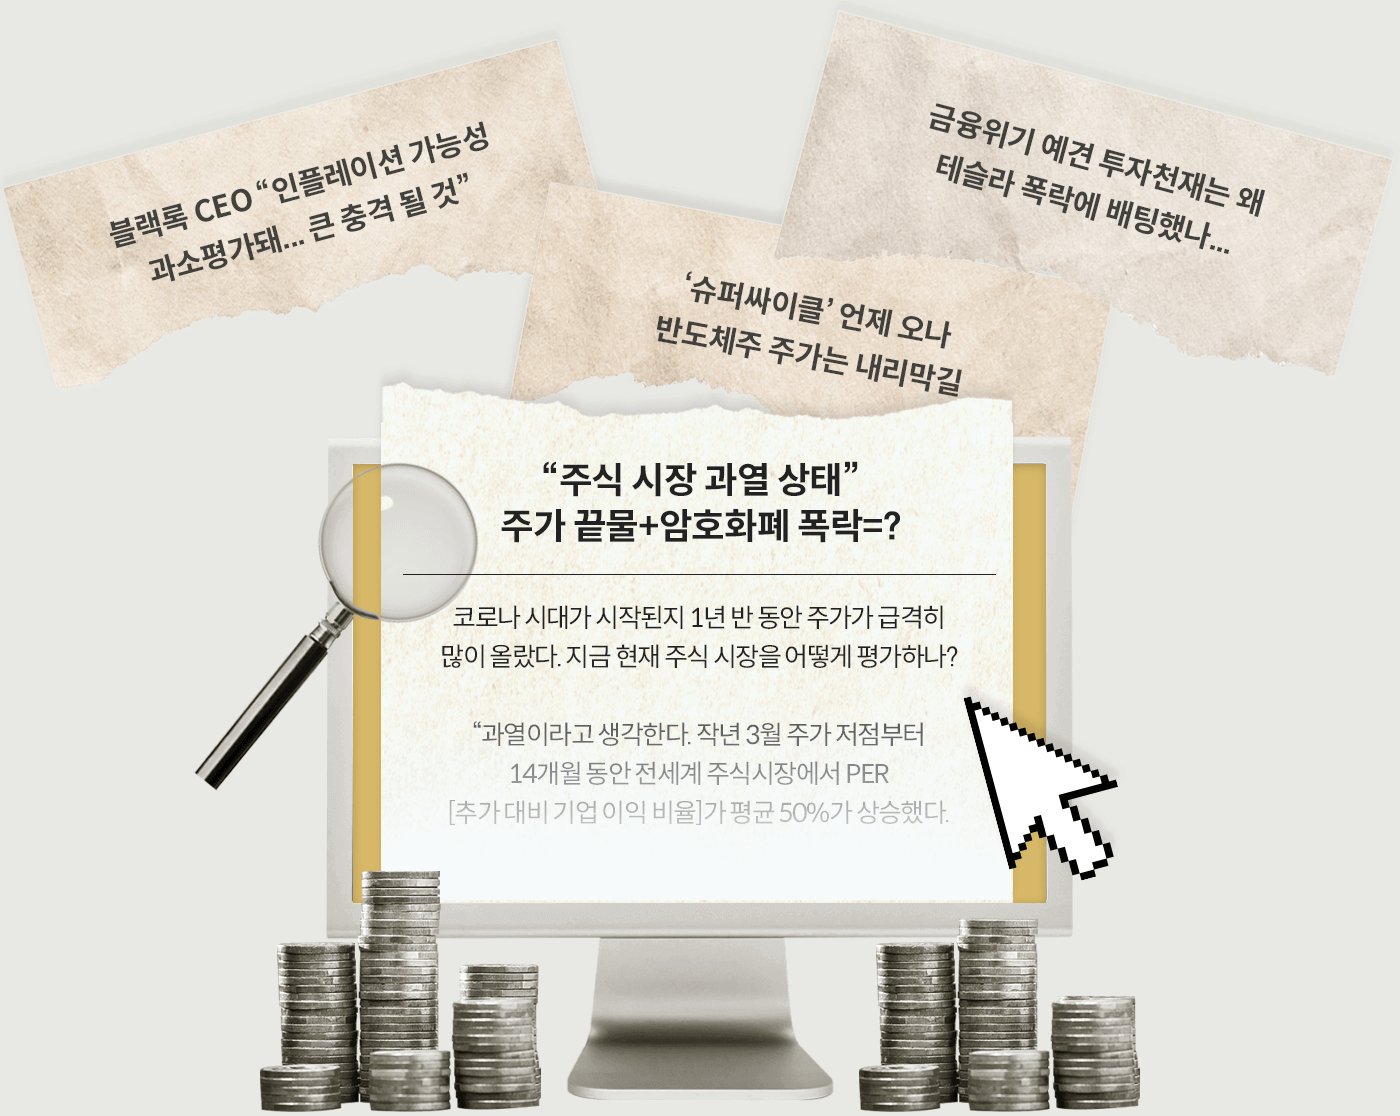 블랙록 CEO “인플레이션 가능성
과소평가돼... 큰 충격 될 것”
금융위기 예견 투자천재는 왜
테슬라 폭락에 배팅했나...
‘슈퍼싸이클’ 언제 오나
반도체주 주가는 내리막길
“주식 시장 과열 상태”
주가 끝물+암호화폐 폭락=?
코로나 시대가 시작된지 1년 반 동안 주가가 급격히
많이 올랐다. 지금 현재 주식 시장을 어떻게 평가하나?
“과열이라고 생각한다. 작년 3월 주가 저점부터
14개월 동안 전세계 주식시장에서 PER
[추가 대비 기업 이익 비율]가 평균 50%가 상승했다.